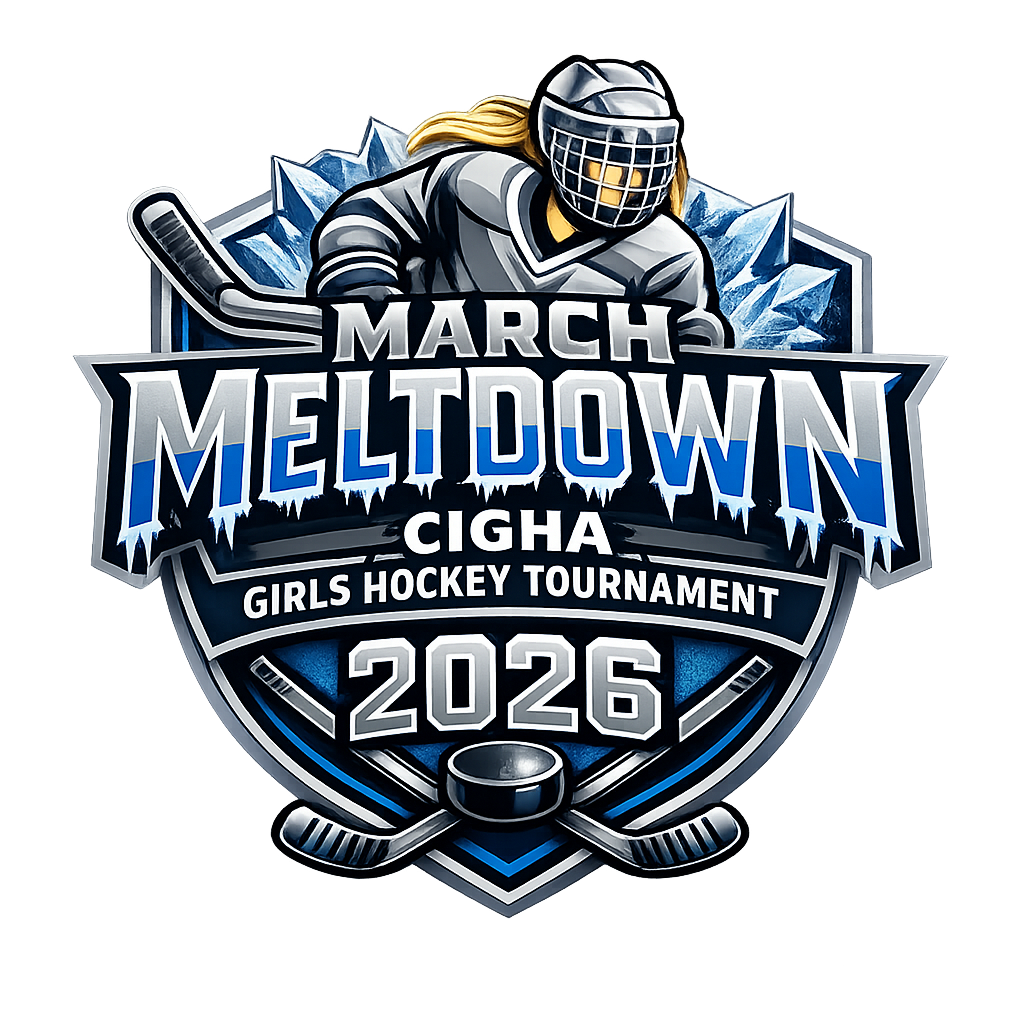 MARCH
MELTDOWN
CIGHA
GIRLS HOCKEY TOURNAMENT
2026